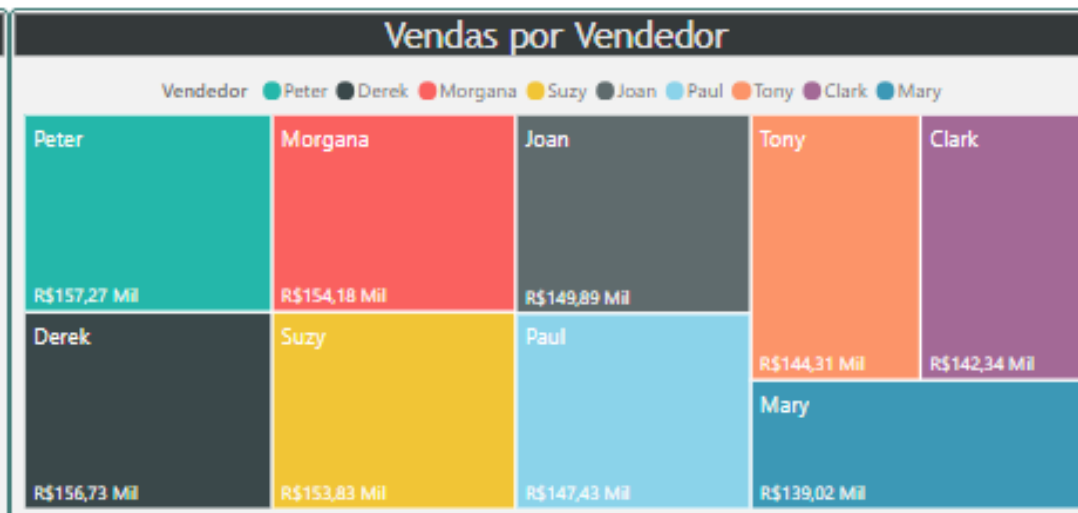 Vendas por Vendedor
Vendedor Peter Derek Morgana Suzy Joan Paul Tony Clark Mary
Peter
R$157,27 Mil
Derek
R$156,73 Mil
Morgana
R$154,18 Mil
Suzy
R$153,83 Mil
Joan
R$149,89 Mil
Paul
R$147,43 Mil
Tony
R$144,31 Mil
Clark
R$142,34 Mil
Mary
R$139,02 Mil